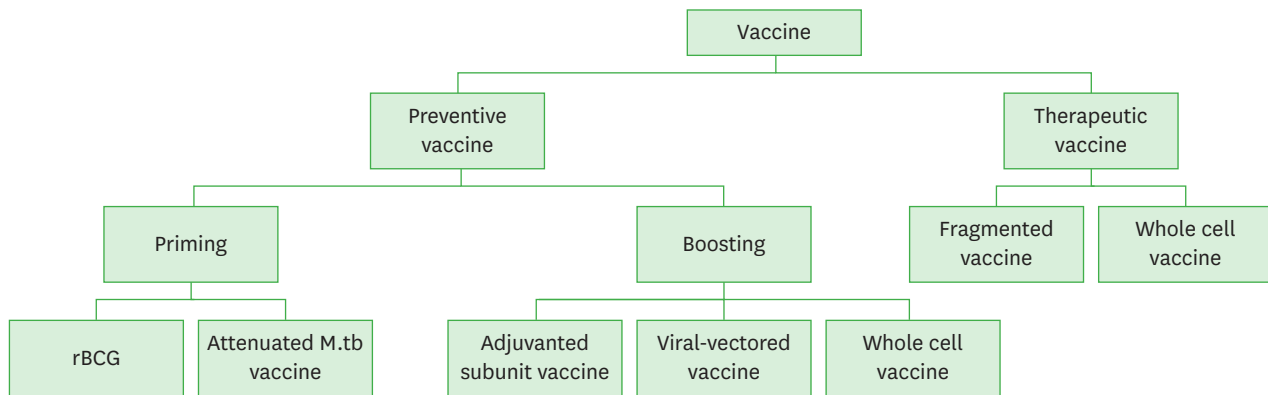 Vaccine
Preventive
vaccine
Therapeutic
vaccine
Priming
Boosting
Fragmented
vaccine
Whole cell
vaccine
rBCG
Attenuated M.tb
vaccine
Adjuvanted
subunit vaccine
Viral-vectored
vaccine
Whole cell
vaccine